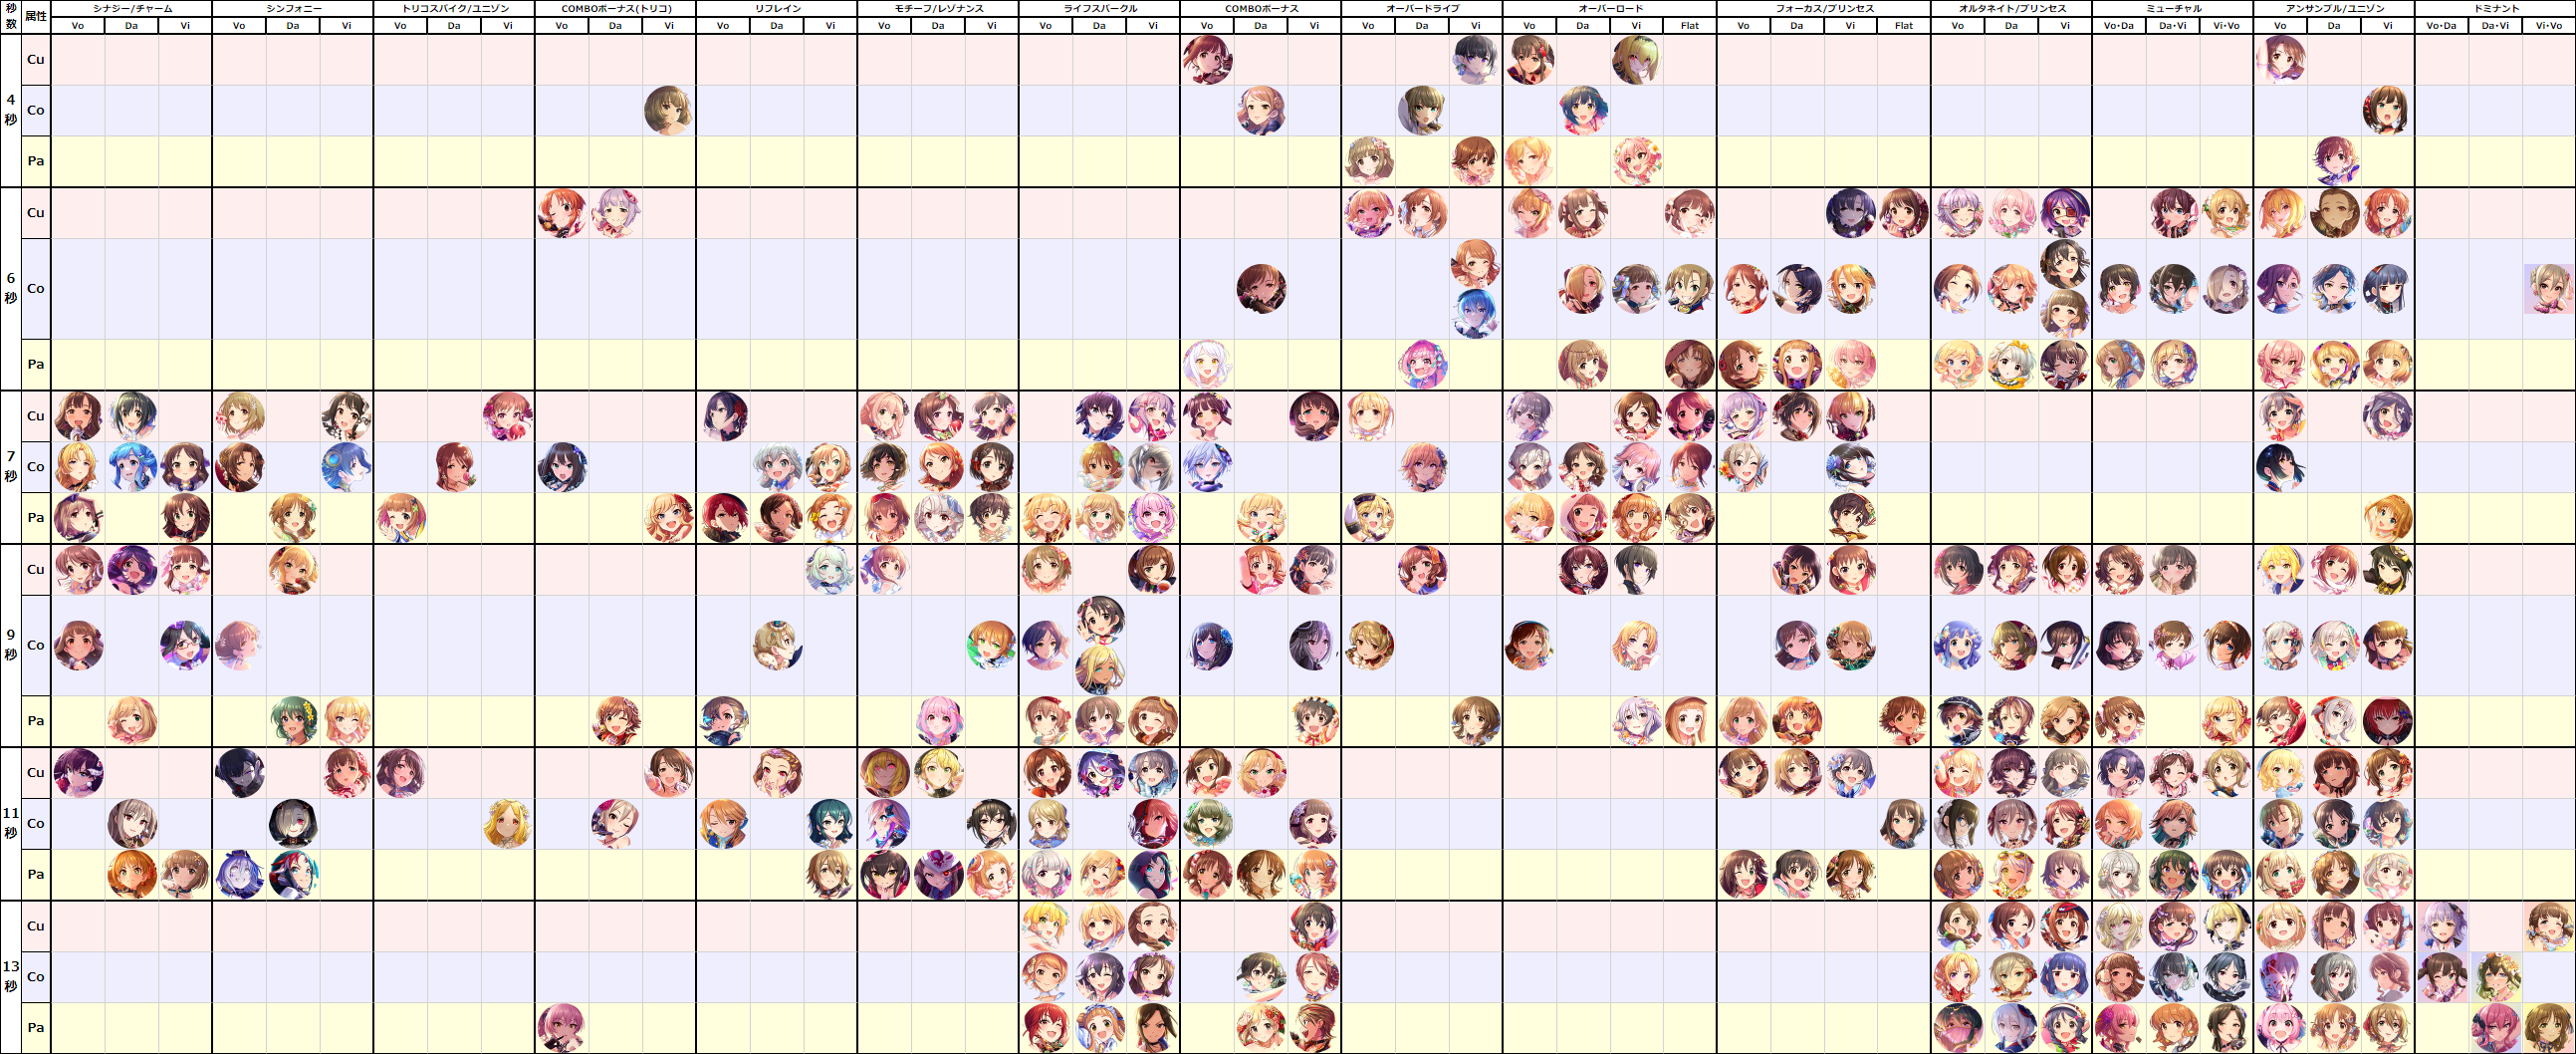 秒数 属性 シナジー/チャーム シンフォニー トリコスパイク/ユニゾン COMBOボーナス(トリコ) リフレイン モチーフ/レゾナンス ライフスパークル COMBOボーナス オーバードライブ オーバーロード フォーカス/プリンセス オルタネイト/プリンセス ミューチャル アンサンブル/ユニゾン ドミナント
Vo Da Vi Vo Da Vi Vo Da Vi Vo Da Vi Vo Da Vi Vo Da Vi Vo Da Vi Vo Da Vi Vo Da Vi Vo Da Vi Flat Vo Da Vi Flat Vo Da Vi Vo・Da Da・Vi Vi・Vo Vo Da Vi Vo・Da Da・Vi Vi・Vo
4秒 Cu
Co
Pa
6秒 Cu
Co
Pa
7秒 Cu
Co
Pa
9秒 Cu
Co
Pa
11秒 Cu
Co
Pa
13秒 Cu
Co
Pa